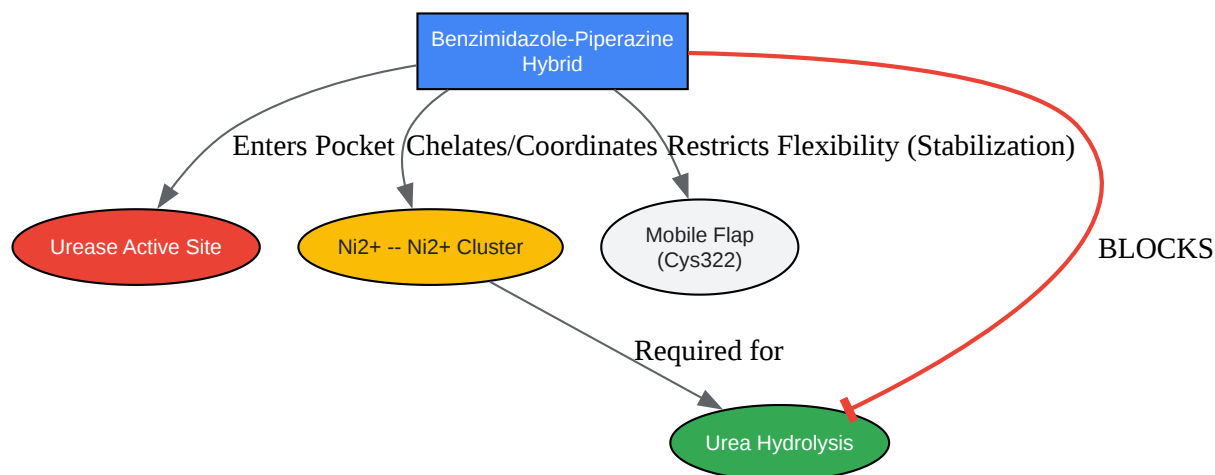 Benzimidazole-Piperazine
Hybrid
Enters Pocket
Chelates/Coordinates
Restricts Flexibility (Stabilization)
Urease Active Site
Ni2+ -- Ni2+ Cluster
Mobile Flap
(Cys322)
BLOCKS
Required for
Urea Hydrolysis